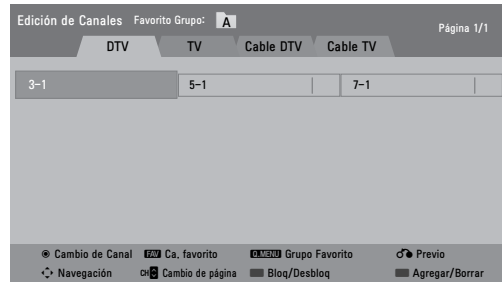 Edición de Canales Favorito Grupo: A
Página 1/1
DTV TV Cable DTV Cable TV
3-1 5-1 7-1
Cambio de Canal FAV Ca. favorito Q.MENU Grupo Favorito Previo
Navegación CH Cambio de página Bloq/Desbloq Agregar/Borrar